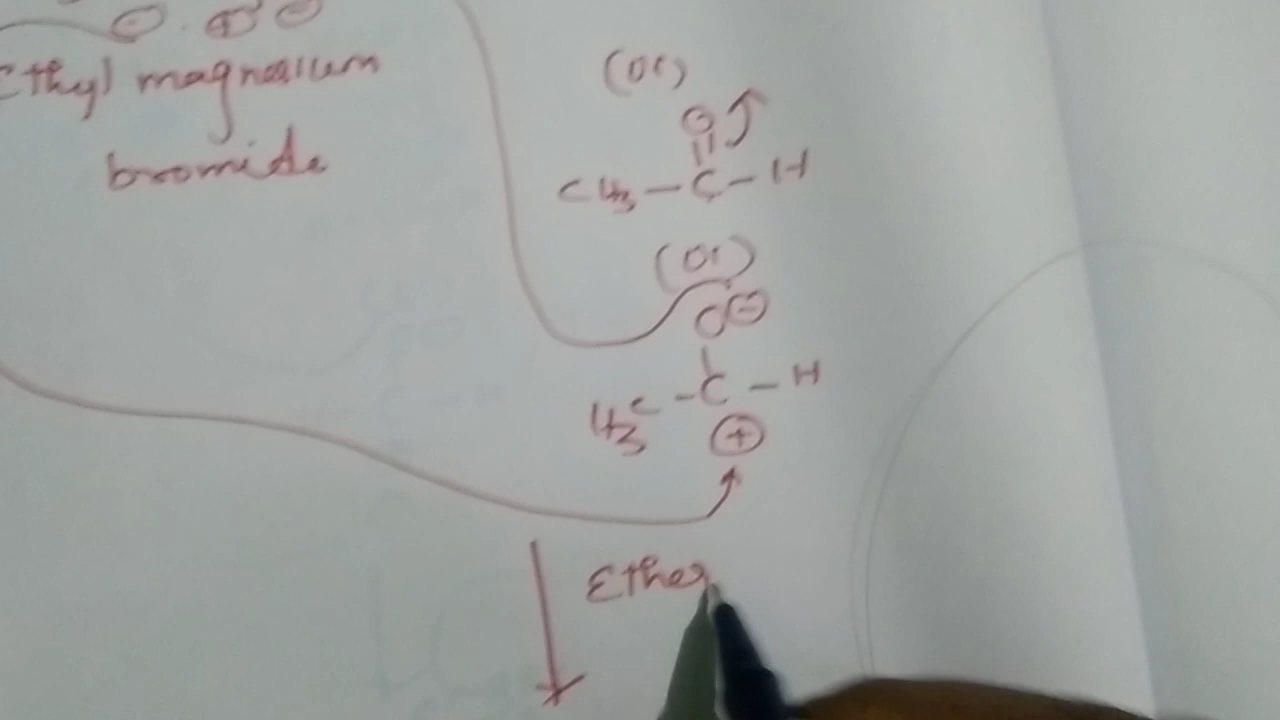 Ethyl magnesium
bromide
(or)
O
||
CH3 - C - H
(or)
O⊖
|
H3C - C - H
⊕
Ether